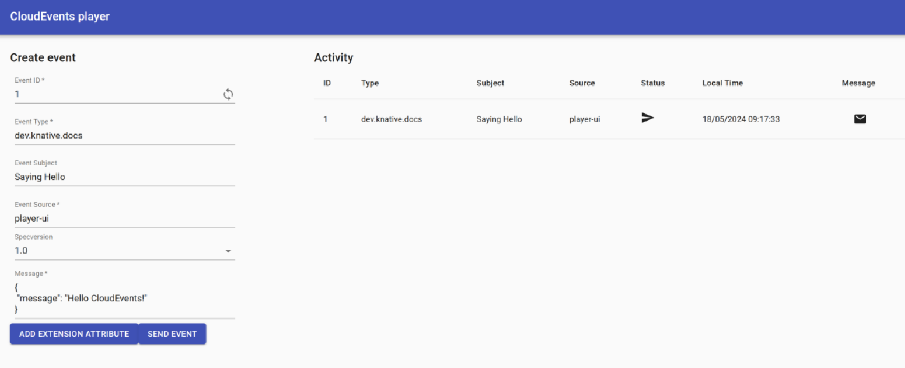 CloudEvents player
Create event
Event ID *
1
Event Type *
dev.knative.docs
Event Subject
Saying Hello
Event Source *
player-ui
Specversion
1.0
Message *
{
"message": "Hello CloudEvents!"
}
ADD EXTENSION ATTRIBUTE SEND EVENT
Activity
ID Type Subject Source Status Local Time Message
1 dev.knative.docs Saying Hello player-ui 18/05/2024 09:17:33